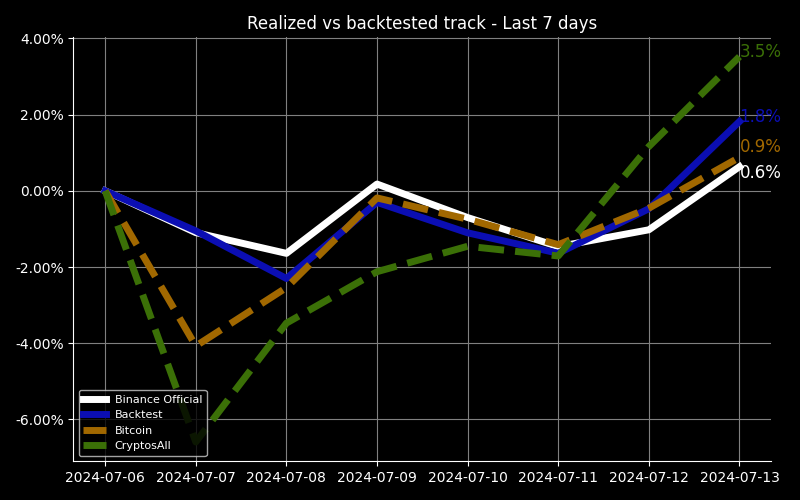 Realized vs backtested track - Last 7 days
4.00%
2.00%
0.00%
-2.00%
-4.00%
-6.00%
3.5%
1.8%
0.9%
0.6%
Binance Official
Backtest
Bitcoin
CryptosAll
2024-07-06 2024-07-07 2024-07-08 2024-07-09 2024-07-10 2024-07-11 2024-07-12 2024-07-13